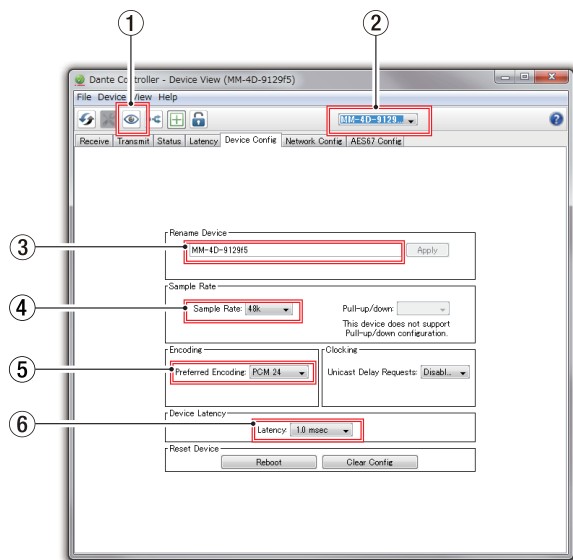 1
2
Dante Controller - Device View (MM-4D-9129f5)
File Device View Help
MM-4D-9129...
?
Receive Transmit Status Latency Device Config Network Config AES67 Config
3
Rename Device
MM-4D-9129f5 Apply
4
Sample Rate
Sample Rate: 48k Pull-up/down:
This device does not support
Pull-up/down configuration.
5
Encoding Clocking
Preferred Encoding: PCM 24 Unicast Delay Requests: Disabl...
6
Device Latency
Latency: 1.0 msec
Reset Device
Reboot Clear Config